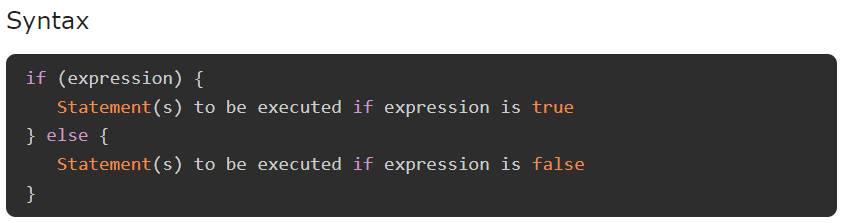 Syntax
if (expression) {
   Statement(s) to be executed if expression is true
} else {
   Statement(s) to be executed if expression is false
}